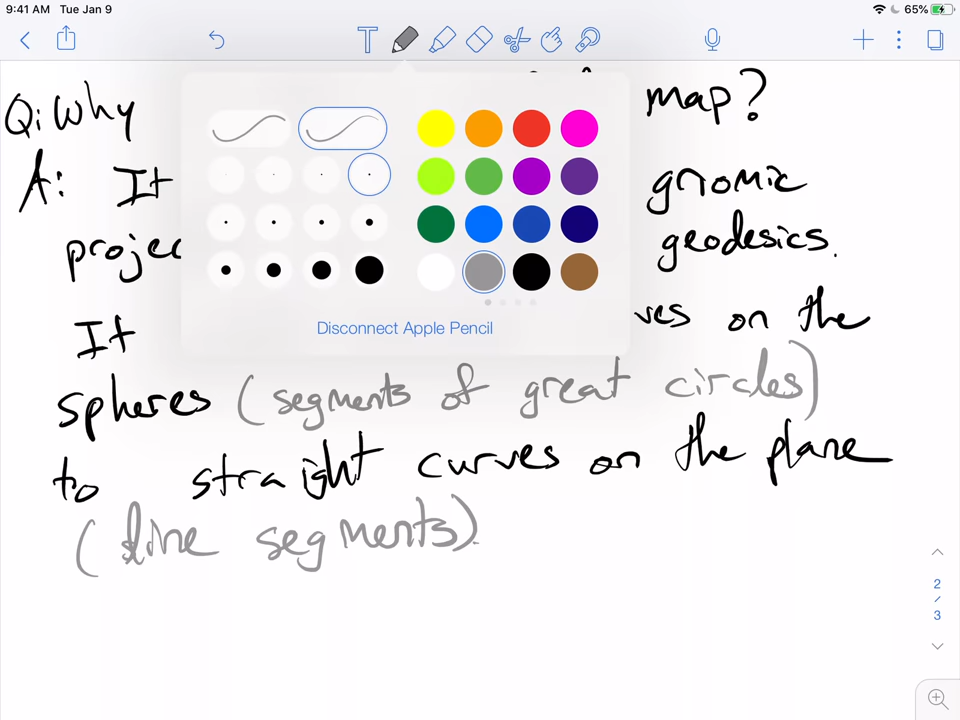 9:41 AM Tue Jan 9 65%
T
Q: Why map?
A: It gnomic
projec geodesics.
Disconnect Apple Pencil
It ves on the
spheres (segments of great circles)
to straight curves on the plane
(line segments).
2
/
3